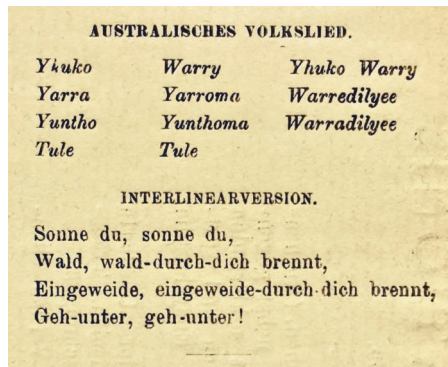 AUSTRALISCHES VOLKSLIED.
Yhuko Warry Yhuko Warry
Yarra Yarroma Warredilyee
Yuntho Yunthoma Warradilyee
Tule Tule
INTERLINEARVERSION.
Sonne du, sonne du,
Wald, wald-durch-dich brennt,
Eingeweide, eingeweide-durch-dich brennt,
Geh-unter, geh-unter!